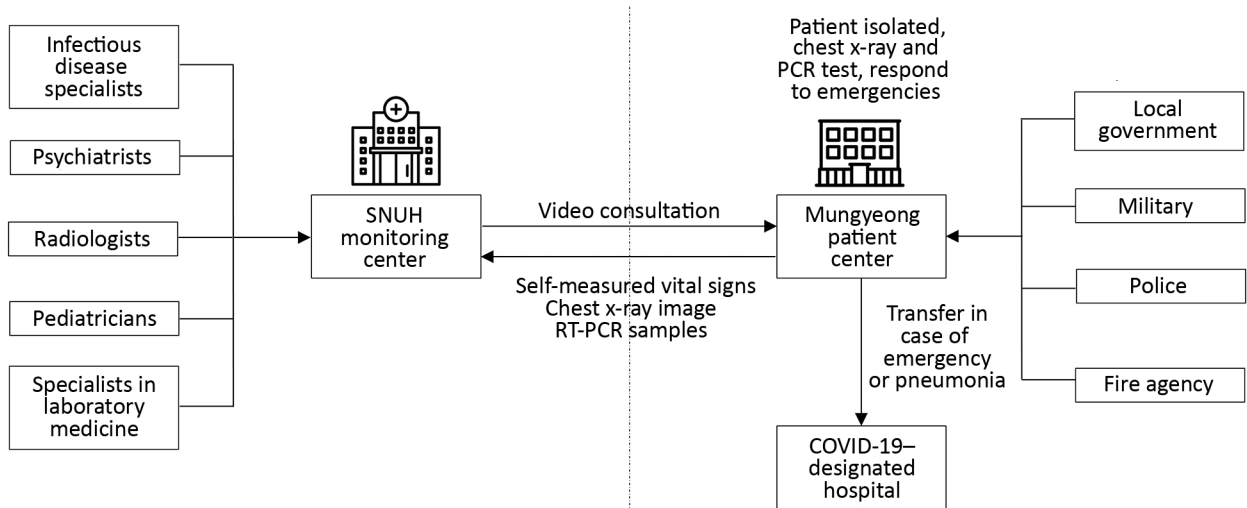 Infectious
disease
specialists
Psychiatrists
Radiologists
Pediatricians
Specialists in
laboratory
medicine
SNUH
monitoring
center
Video consultation
Self-measured vital signs
Chest x-ray image
RT-PCR samples
Patient isolated,
chest x-ray and
PCR test, respond
to emergencies
Mungyeong
patient
center
Transfer in
case of
emergency
or pneumonia
COVID-19–
designated
hospital
Local
government
Military
Police
Fire agency